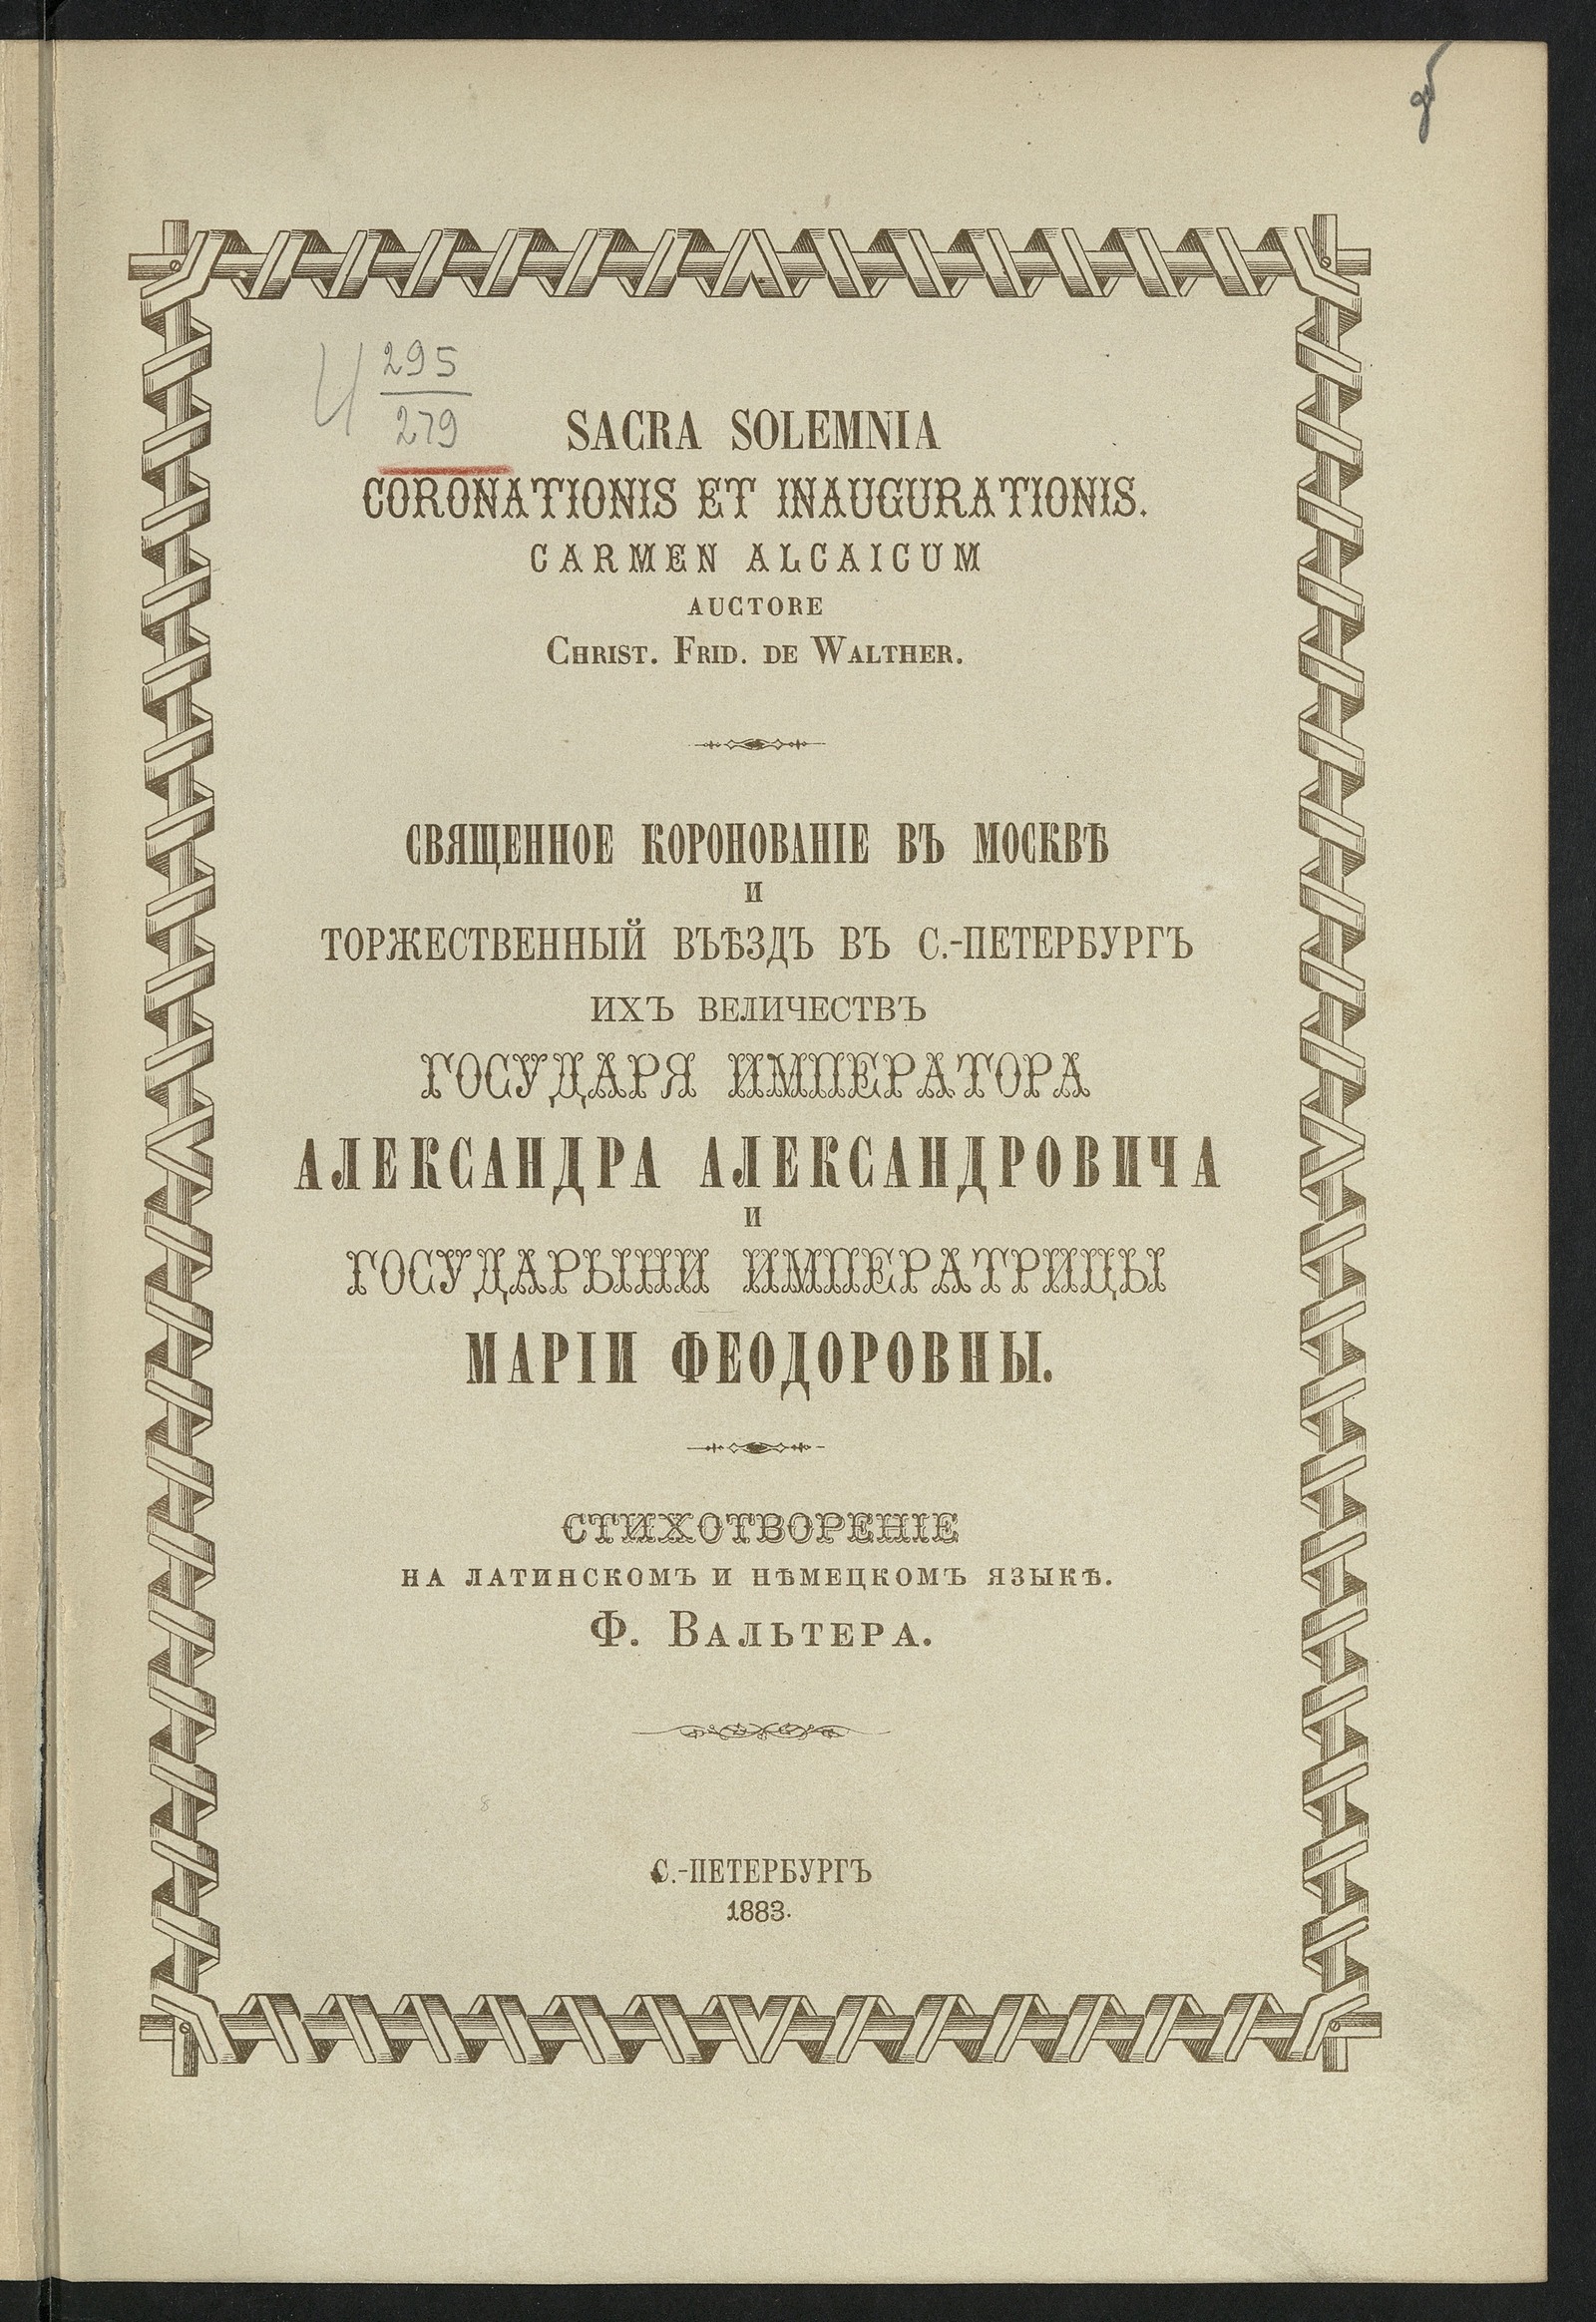 295
279
SACRA SOLEMNIA
CORONATIONIS ET INAUGURATIONIS.
CARMEN ALCAICUM
AUCTORE
CHRIST. FRID. DE WALTHER.
СВЯЩЕННОЕ КОРОНОВАНІЕ ВЪ МОСКВѢ
И
ТОРЖЕСТВЕННЫЙ ВЪѢЗДЪ ВЪ С.-ПЕТЕРБУРГЪ
ИХЪ ВЕЛИЧЕСТВЪ
ГОСУДАРЯ ИМПЕРАТОРА
АЛЕКСАНДРА АЛЕКСАНДРОВИЧА
И
ГОСУДАРЫНИ ИМПЕРАТРИЦЫ
МАРІИ ФЕОДОРОВНЫ.
СТИХОТВОРЕНІЕ
НА ЛАТИНСКОМЪ И НѢМЕЦКОМЪ ЯЗЫКѢ.
Ф. ВАЛЬТЕРА.
С.-ПЕТЕРБУРГЪ
1883.